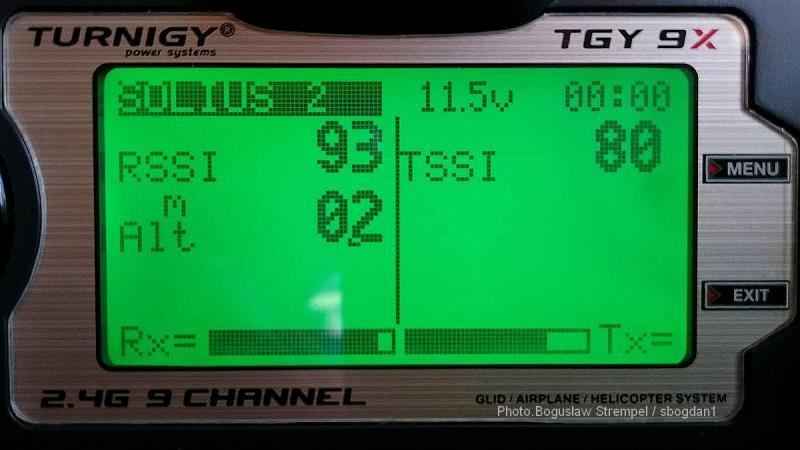 TURNIGY®
power systems
TGY 9X
SOLIUS 2 11.5v 00:00
RSSI 93 TSSI 80
m
Alt 02
Rx= Tx=
MENU
EXIT
2.4G 9 CHANNEL
GLID / AIRPLANE / HELICOPTER SYSTEM
Photo.Bogusław Strempel / sbogdan1